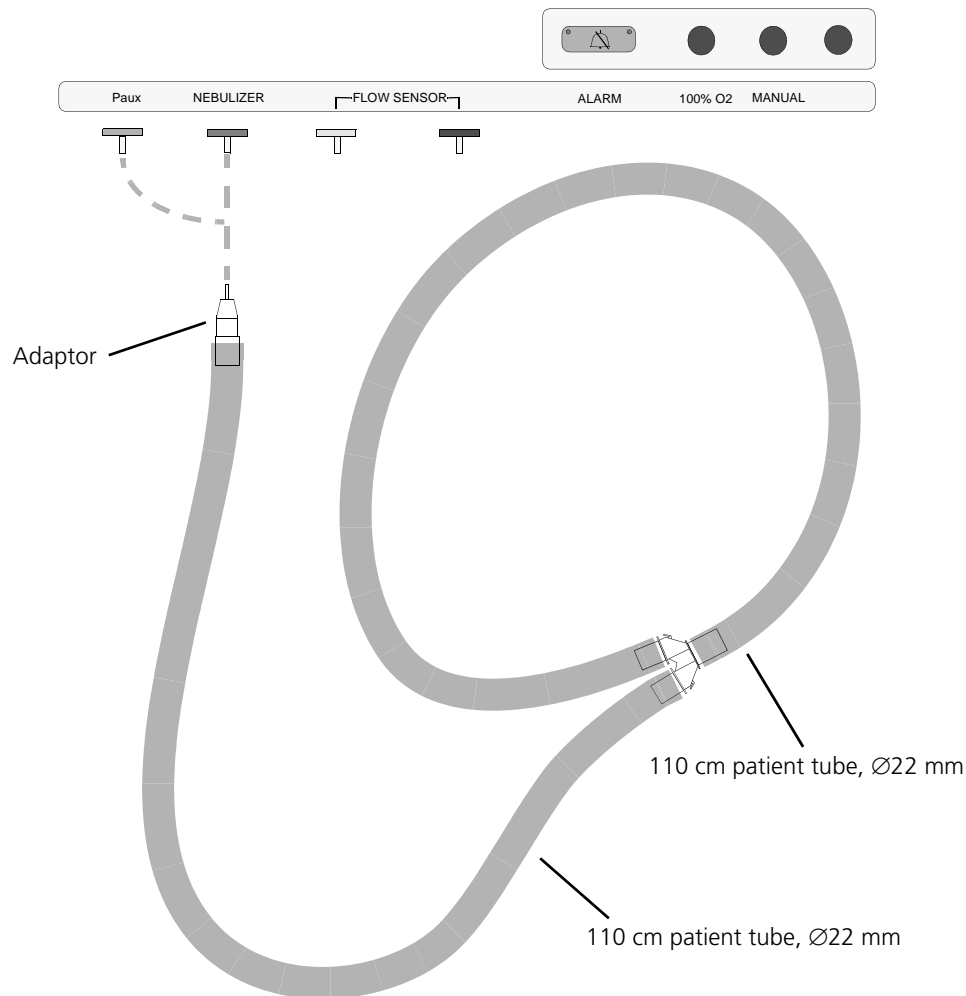 Paux NEBULIZER FLOW SENSOR ALARM 100% O2 MANUAL
Adaptor
110 cm patient tube, ∅22 mm
110 cm patient tube, ∅22 mm